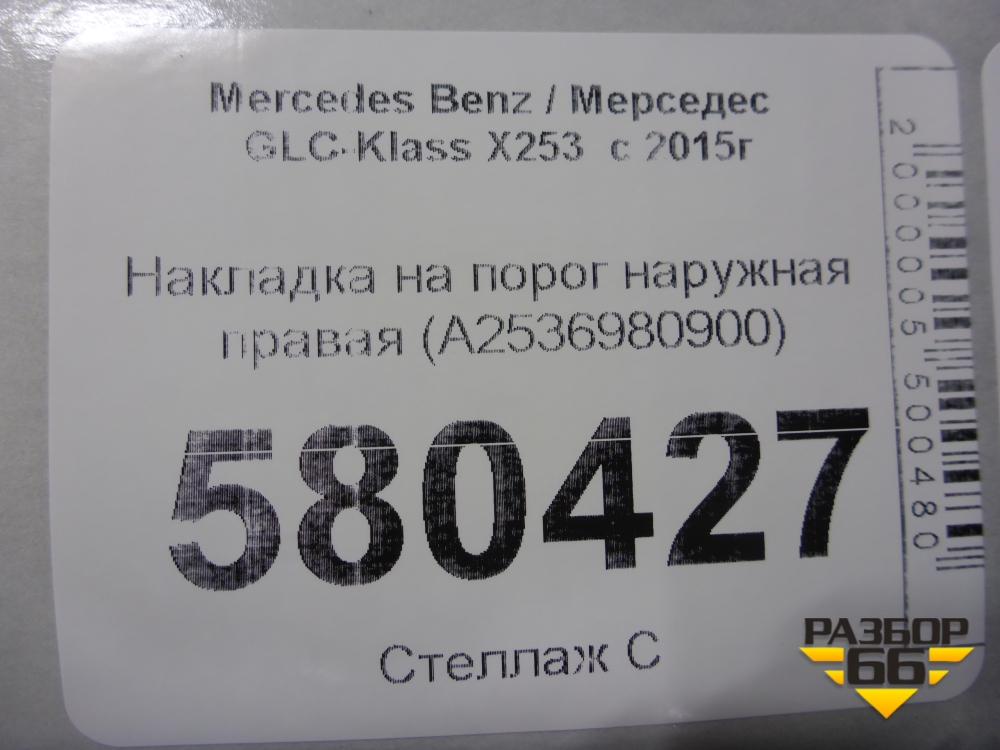 Mercedes Benz / Мерседес
GLC-Klass X253 с 2015г
Накладка на порог наружная
правая (A2536980900)
580427
Стеллаж С
2000005500480
РАЗБОР
66